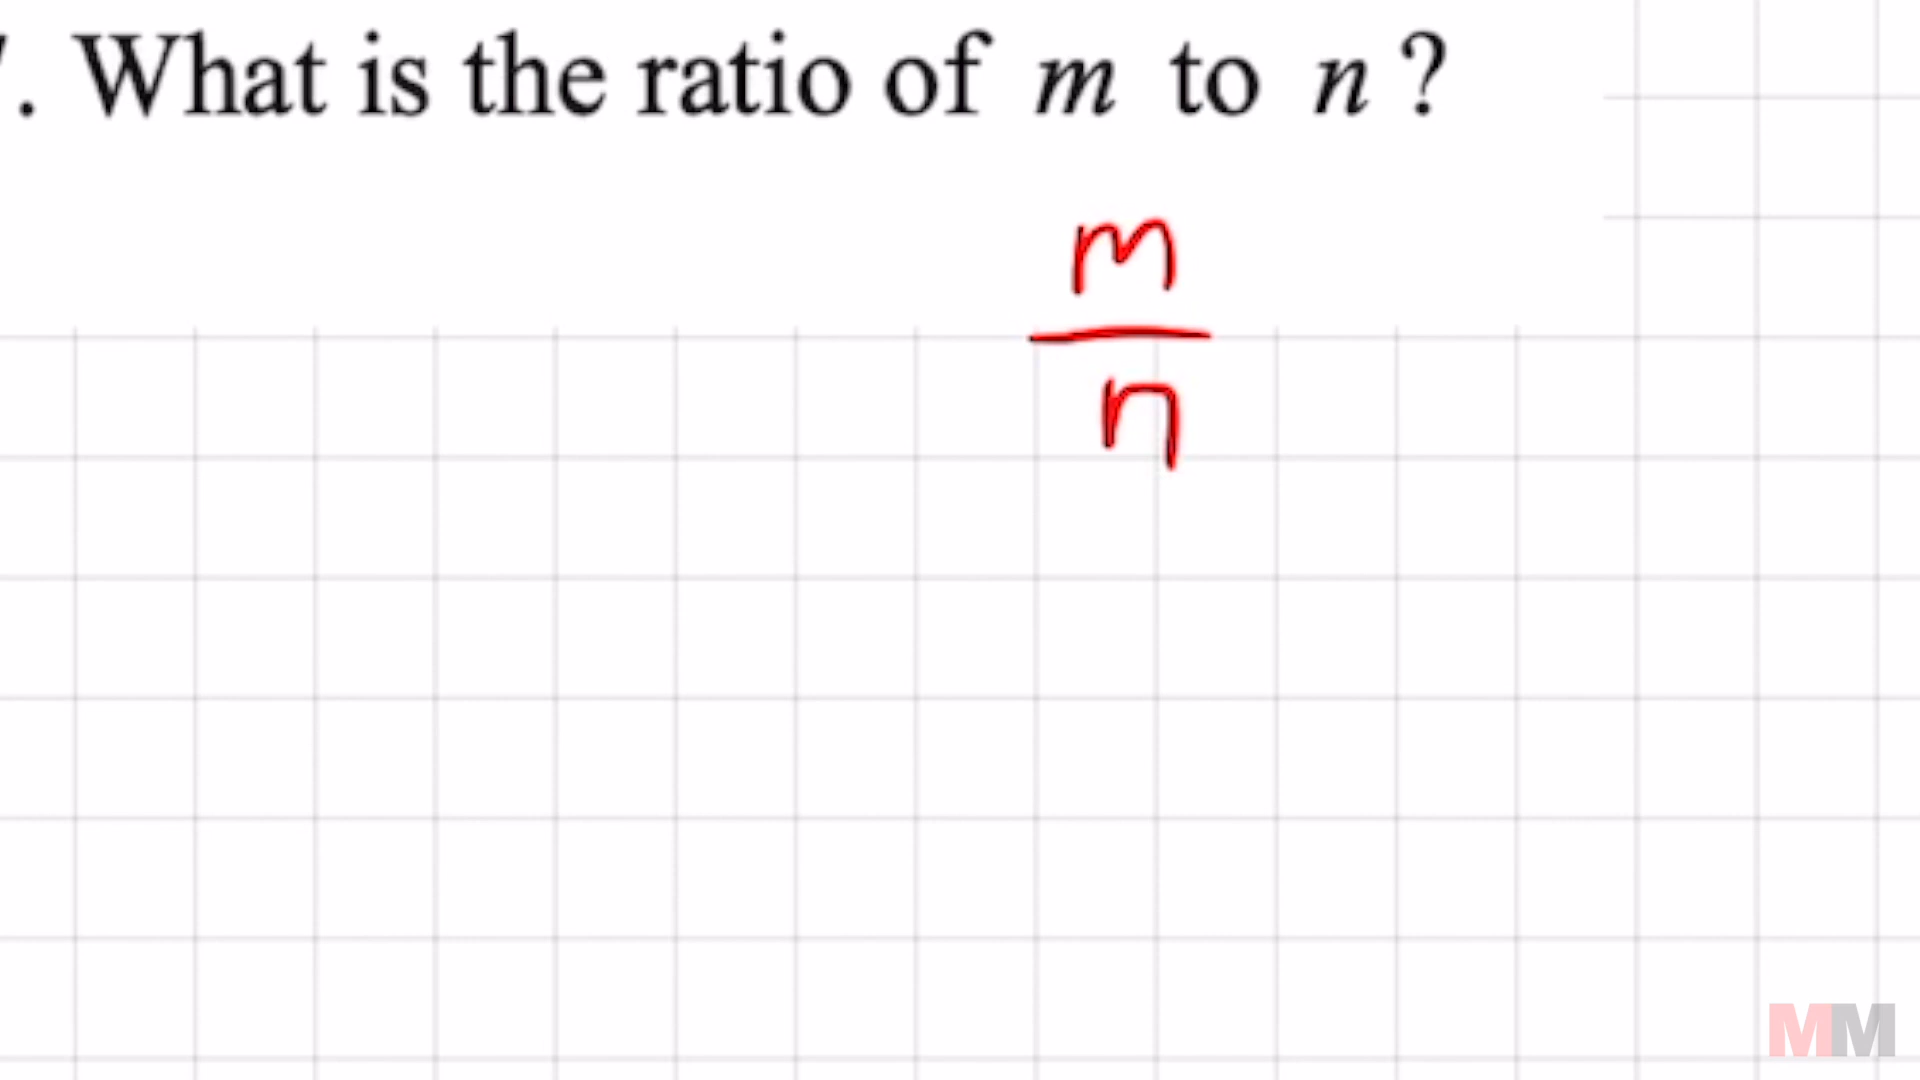 . What is the ratio of m to n?
m
n
MM